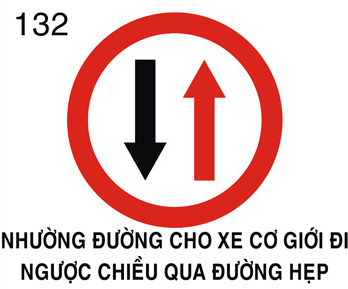 132
NHƯỜNG ĐƯỜNG CHO XE CƠ GIỚI ĐI
NGƯỢC CHIỀU QUA ĐƯỜNG HẸP